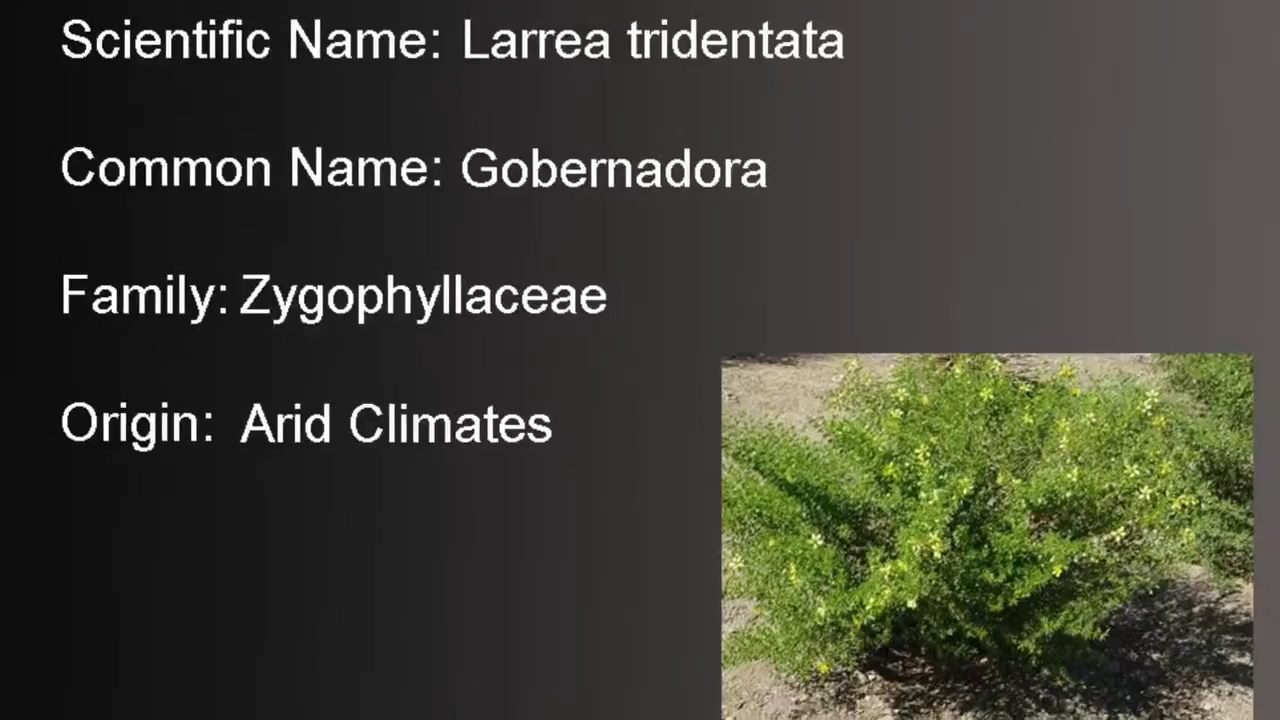 Scientific Name: Larrea tridentata
Common Name: Gobernadora
Family: Zygophyllaceae
Origin: Arid Climates